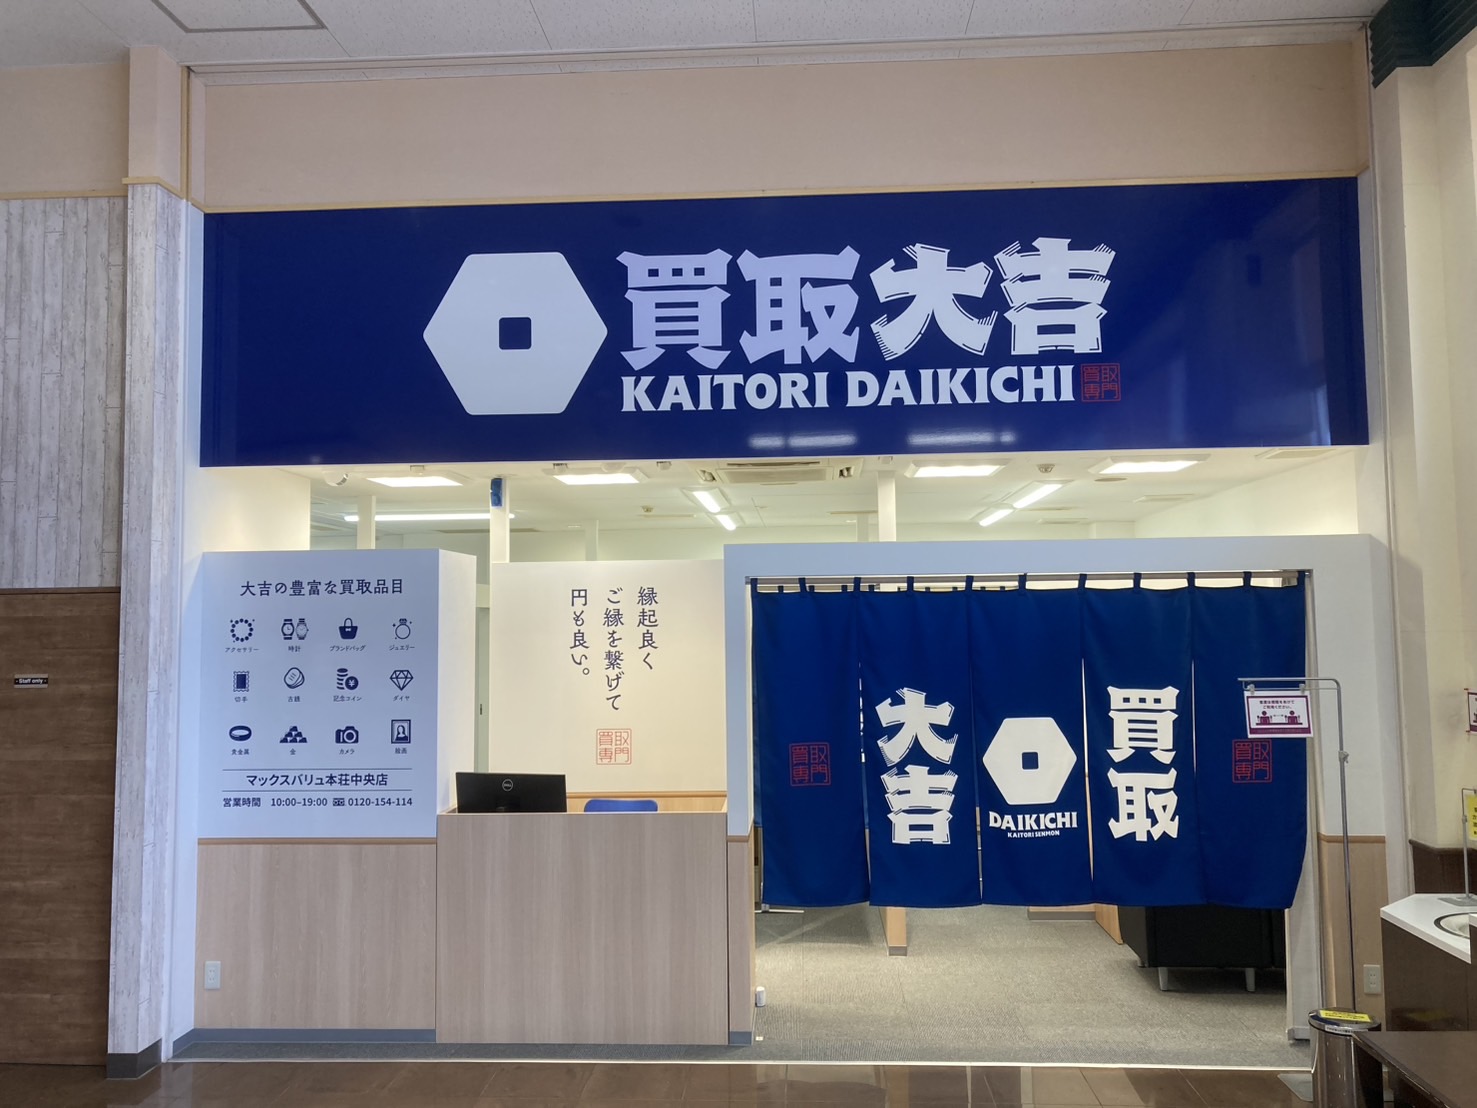 買取大吉
KAITORI DAIKICHI
買取
専門
大吉の豊富な買取品目
アクセサリー 時計 ブランドバッグ ジュエリー
切手 古銭 記念コイン ダイヤ
貴金属 金 カメラ 絵画
マックスバリュ本荘中央店
営業時間 10:00–19:00 0120-154-114
縁起良く
ご縁を繋げて
円も良い。
買取
専門
DELL
買取
専門
買取
大吉
DAIKICHI
KAITORI SENMON
買取
専門
- Staff only -